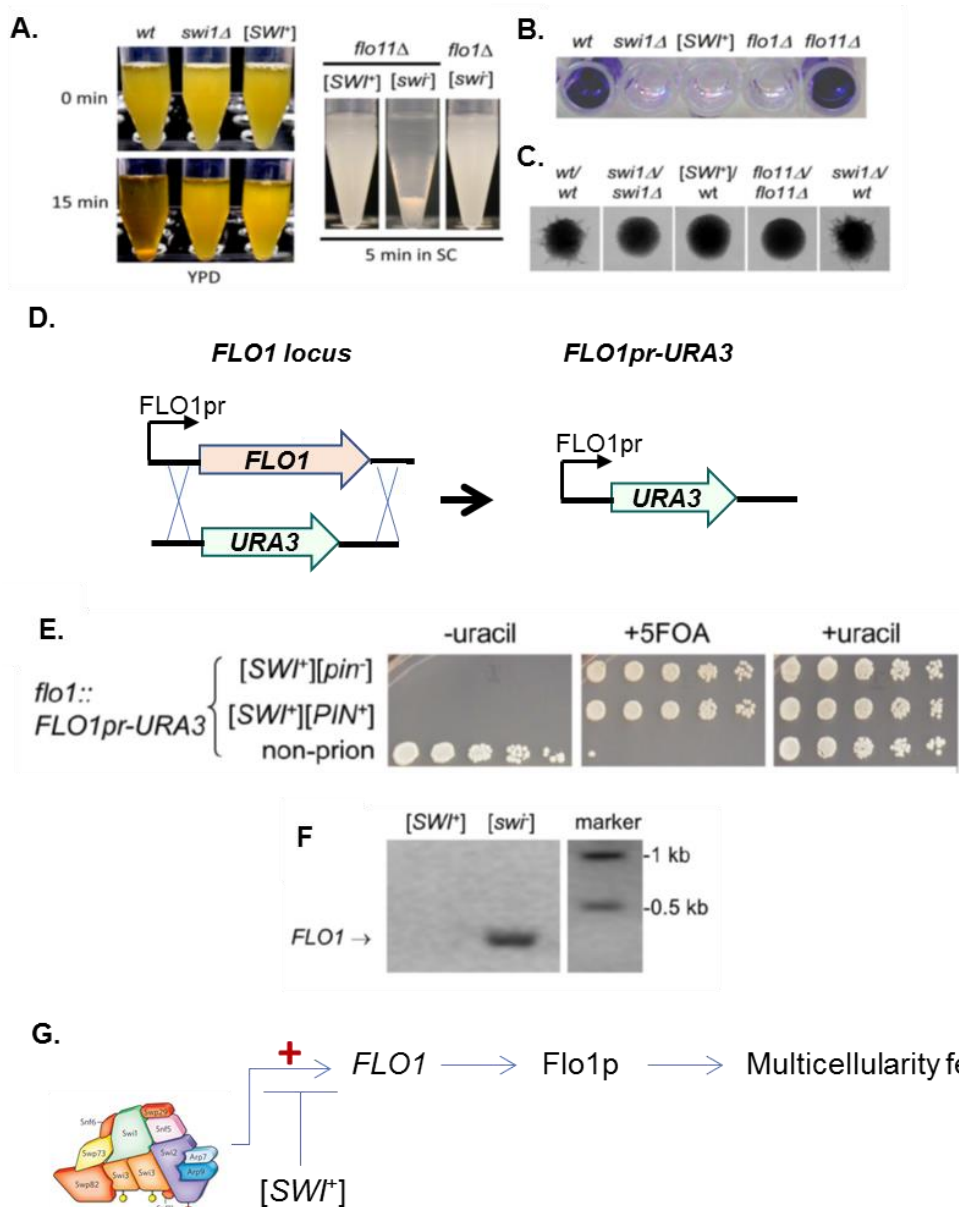 A.
wt swi1Δ [SWI⁺]
0 min
15 min
YPD
flo11Δ flo1Δ
[SWI⁺] [swi⁻] [swi⁻]
5 min in SC
B.
wt swi1Δ [SWI⁺] flo1Δ flo11Δ
C.
wt/ swi1Δ/ [SWI⁺]/ flo11Δ/ swi1Δ/
wt swi1Δ wt flo11Δ wt
D.
FLO1 locus FLO1pr-URA3
FLO1pr
FLO1
URA3
FLO1pr
URA3
E.
-uracil +5FOA +uracil
flo1::
FLO1pr-URA3
[SWI⁺][pin⁻]
[SWI⁺][PIN⁺]
non-prion
F
[SWI⁺] [swi⁻] marker
-1 kb
-0.5 kb
FLO1 →
G.
+
FLO1 Flo1p Multicellularity fe
Snf6
Swp29
Swi1
Snf5
Swp73
Swi2
Arp7
Arp9
Swp82
Swi3 Swi3
[SWI⁺]